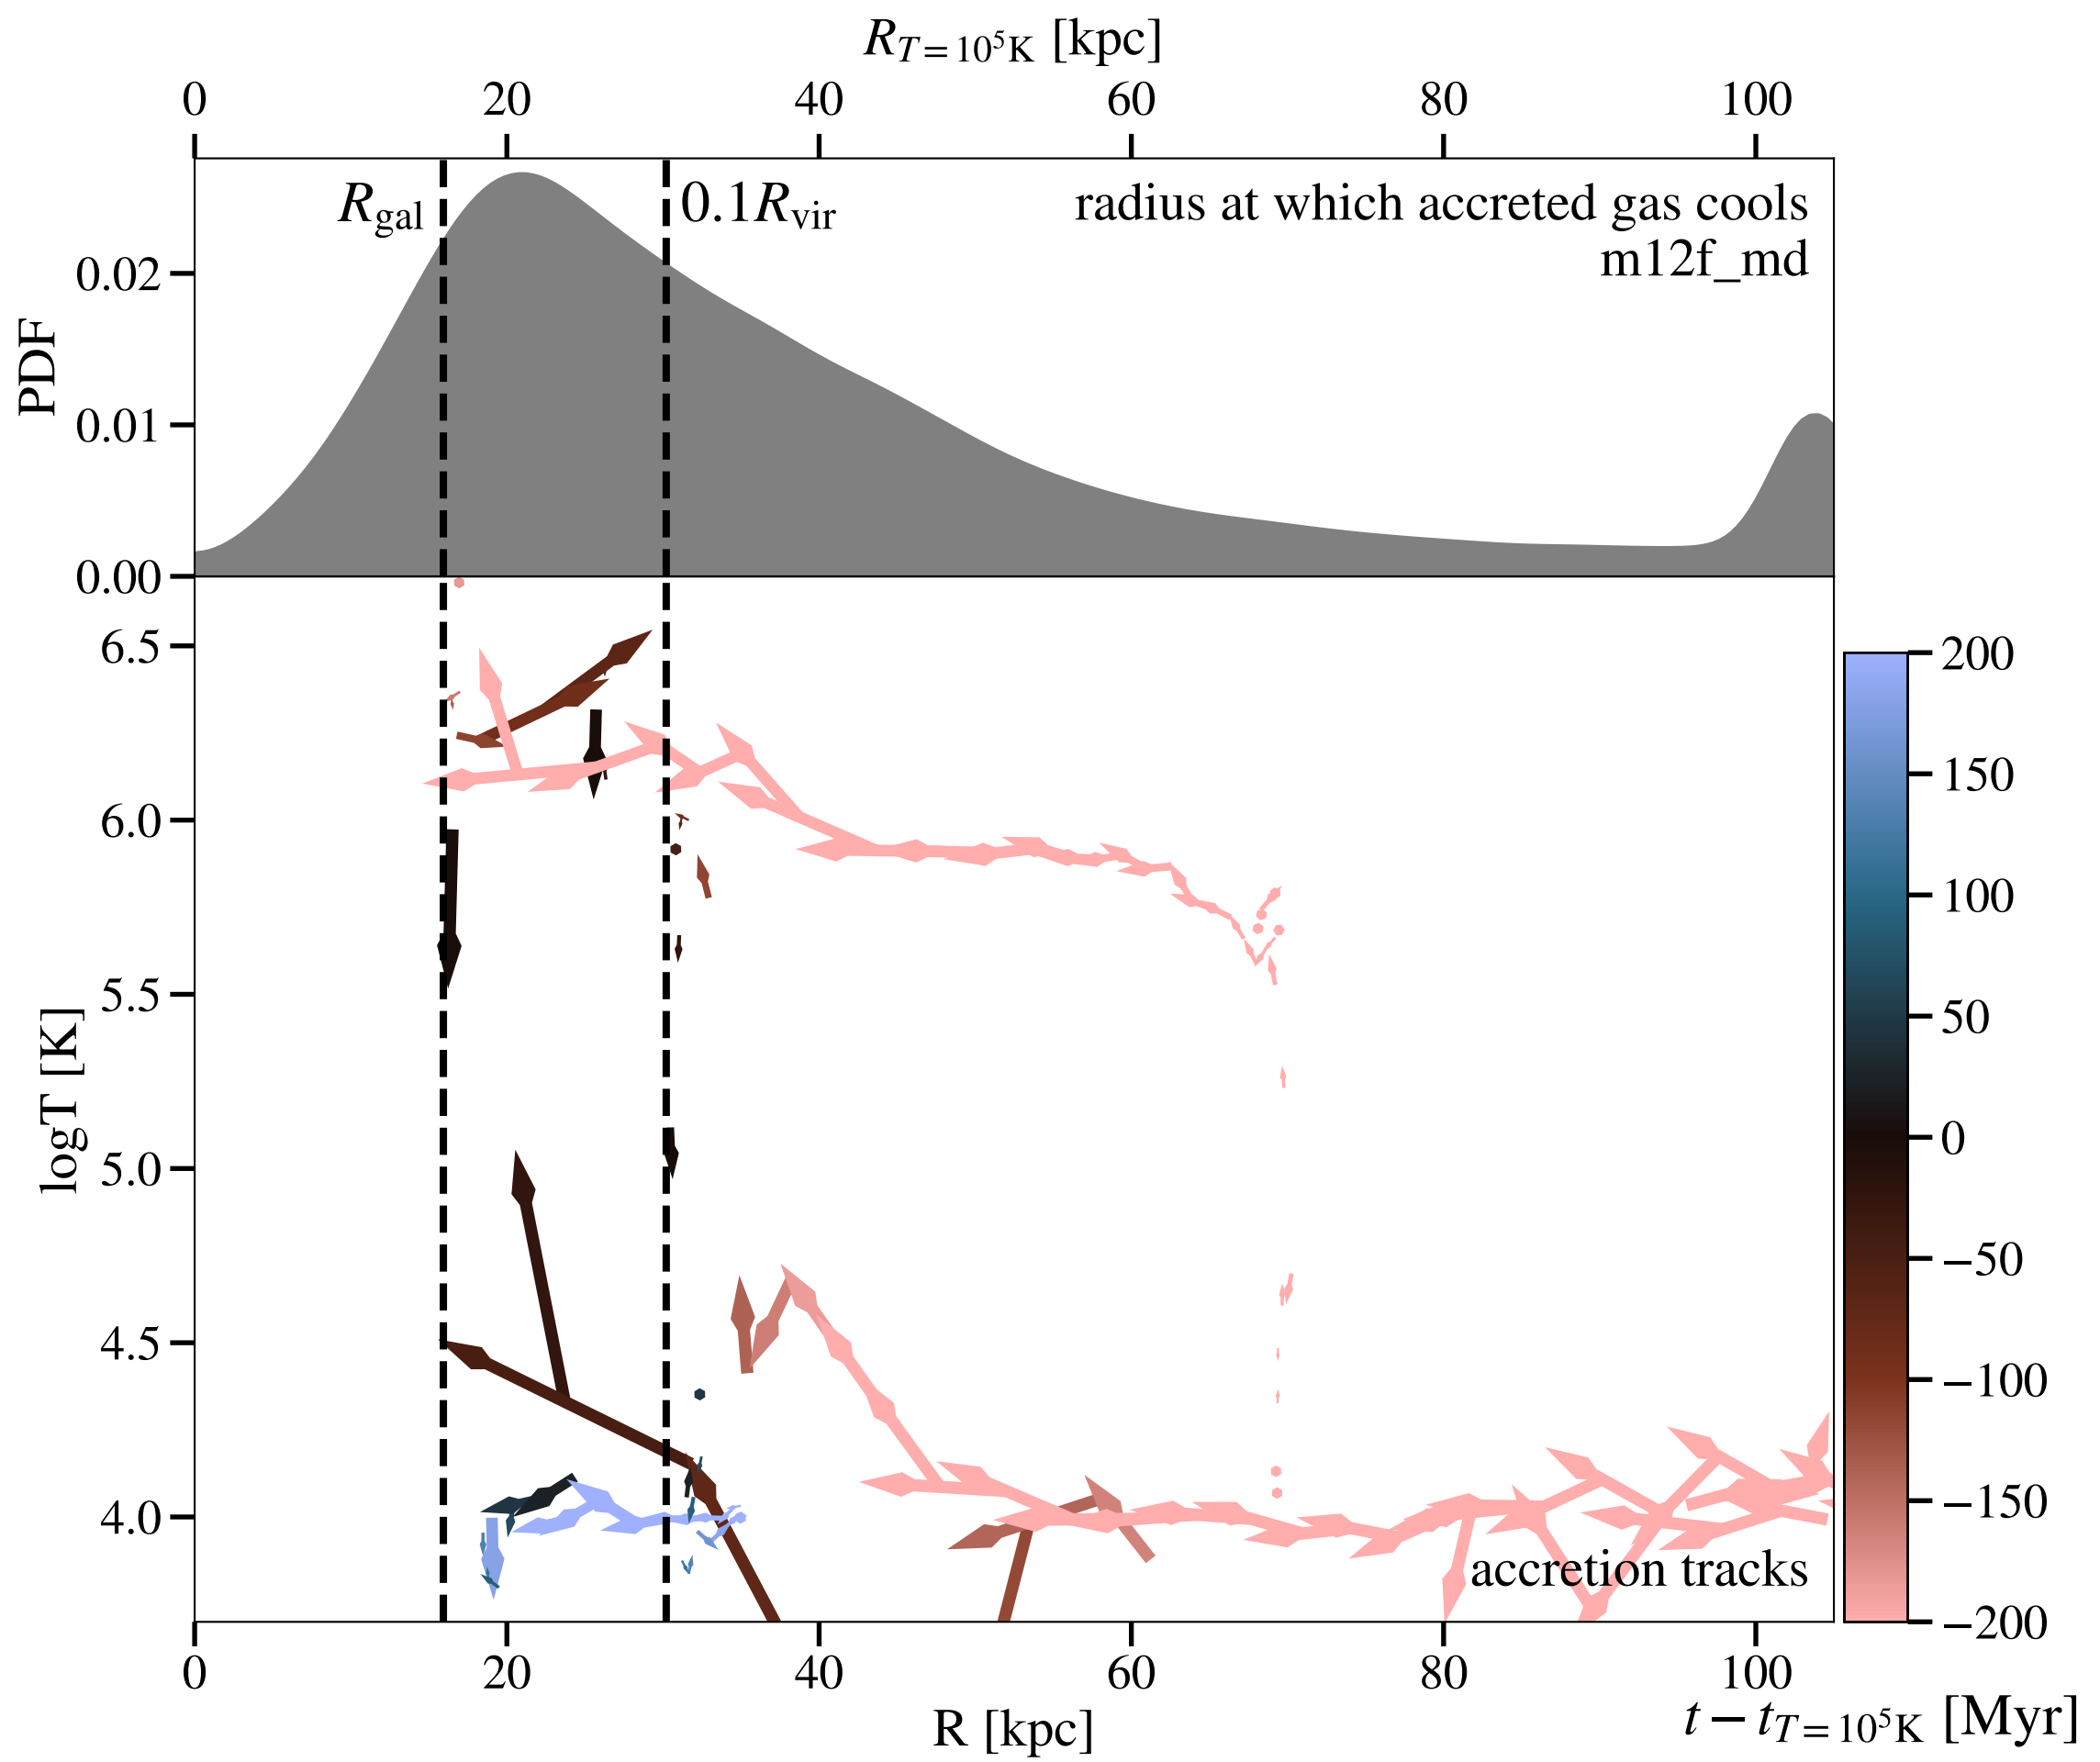 R_{T=10^5K} [kpc]
0 20 40 60 80 100
R_gal 0.1R_vir radius at which accreted gas cools
m12f_md
PDF
0.02
0.01
0.00
logT [K]
6.5
6.0
5.5
5.0
4.5
4.0
accretion tracks
200
150
100
50
0
−50
−100
−150
−200
0 20 40 60 80 100
R [kpc]
t − t_{T=10^5K} [Myr]